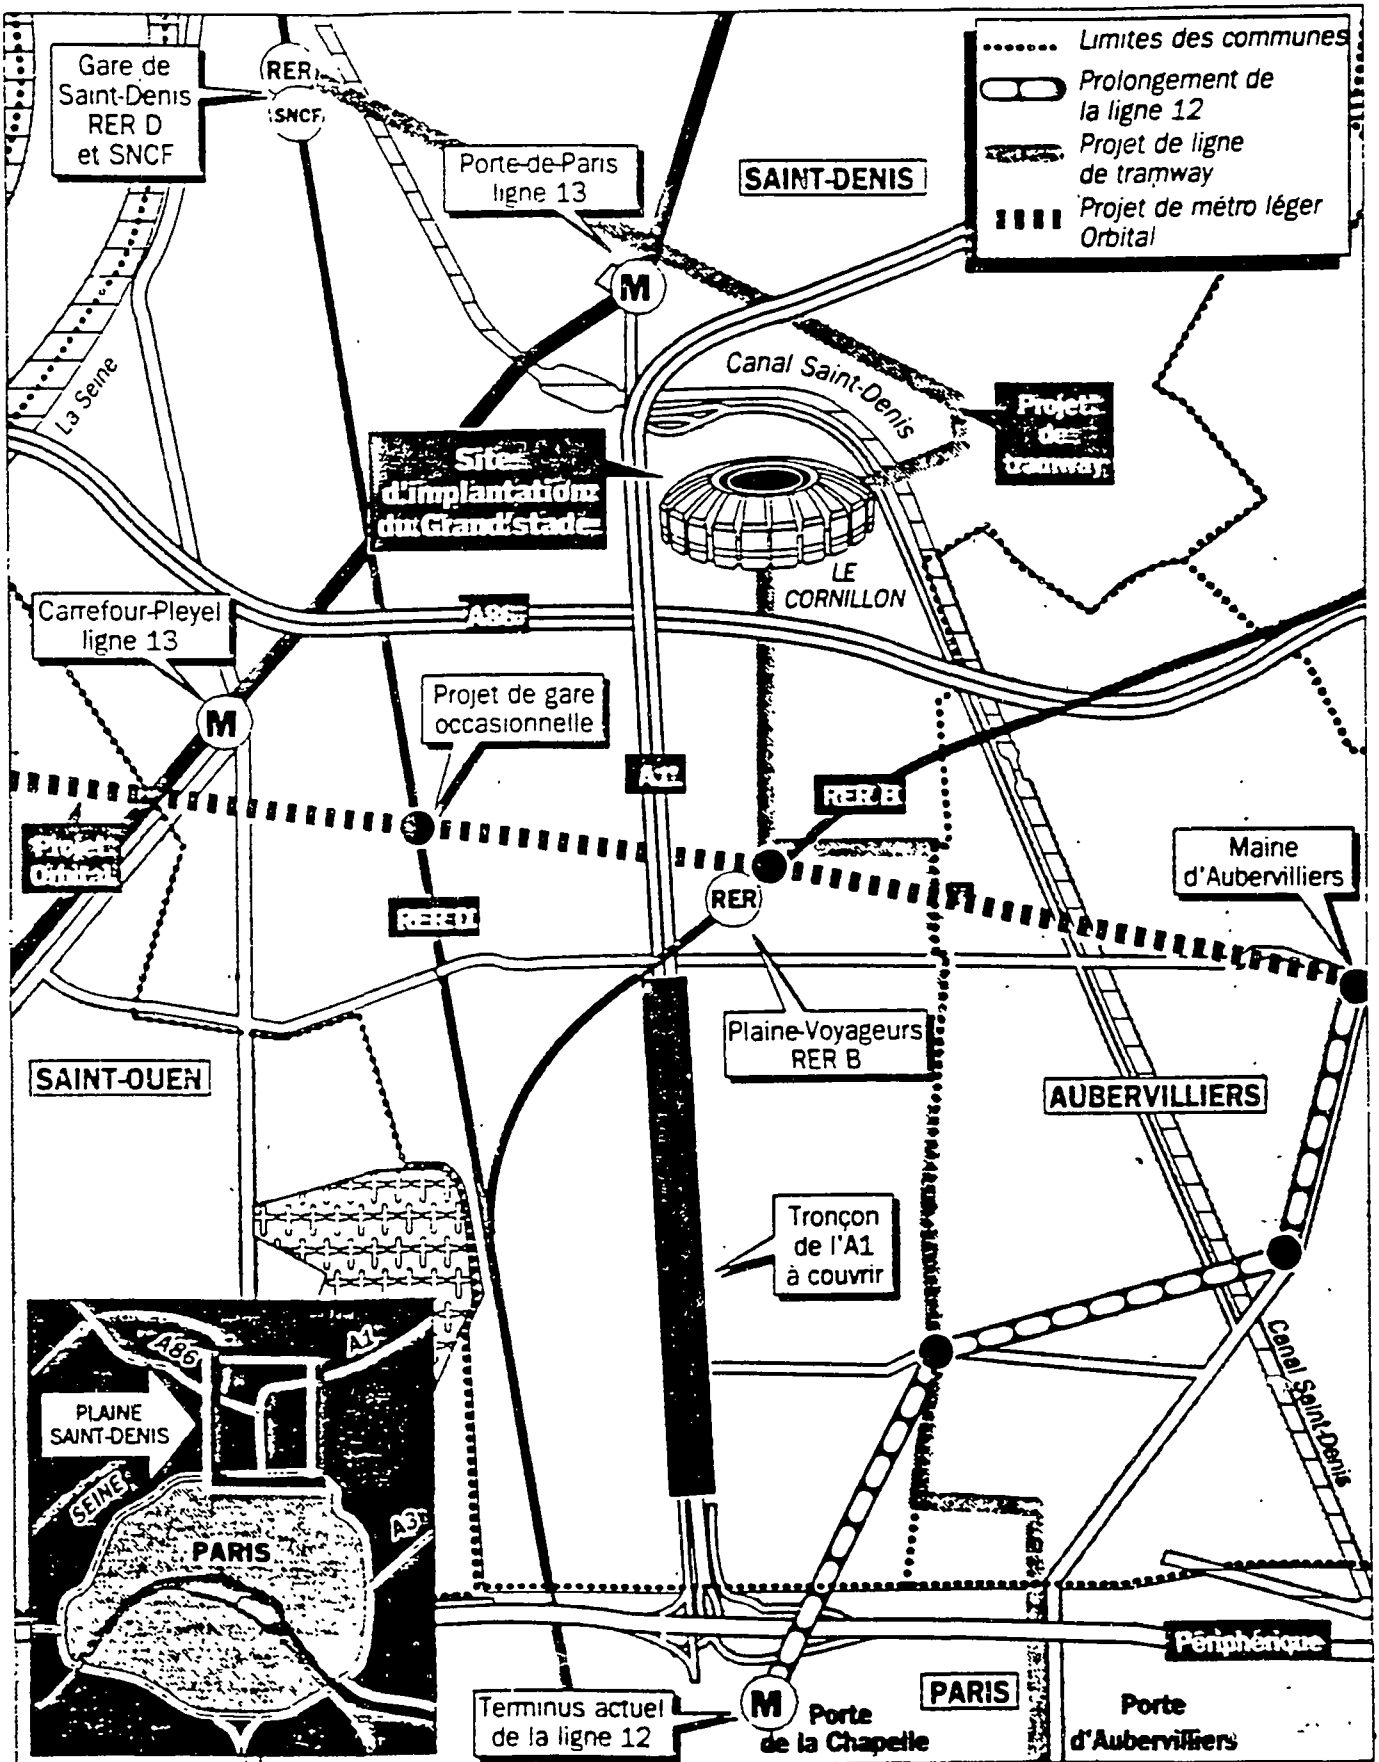 Limites des communes
Prolongement de
la ligne 12
Projet de ligne
de tramway
Projet de métro léger
Orbital
Gare de
Saint-Denis
RER D
et SNCF
RER
SNCF
Porte-de-Paris
ligne 13
SAINT-DENIS
M
La Seine
Canal Saint-Denis
Projet
de
tramway
Site
d'implantation
du Grand stade
LE
CORNILLON
Carrefour-Pleyel
ligne 13
A86
M
Projet de gare
occasionnelle
A1
RER B
Projet
Orbital
Maine
d'Aubervilliers
RER D
RER
Plaine-Voyageurs
RER B
SAINT-OUEN
AUBERVILLIERS
Tronçon
de l'A1
à couvrir
Canal Saint-Denis
A86
A1
PLAINE
SAINT-DENIS
SEINE
A3
PARIS
Périphérique
Terminus actuel
de la ligne 12
M
Porte
de la Chapelle
PARIS
Porte
d'Aubervilliers